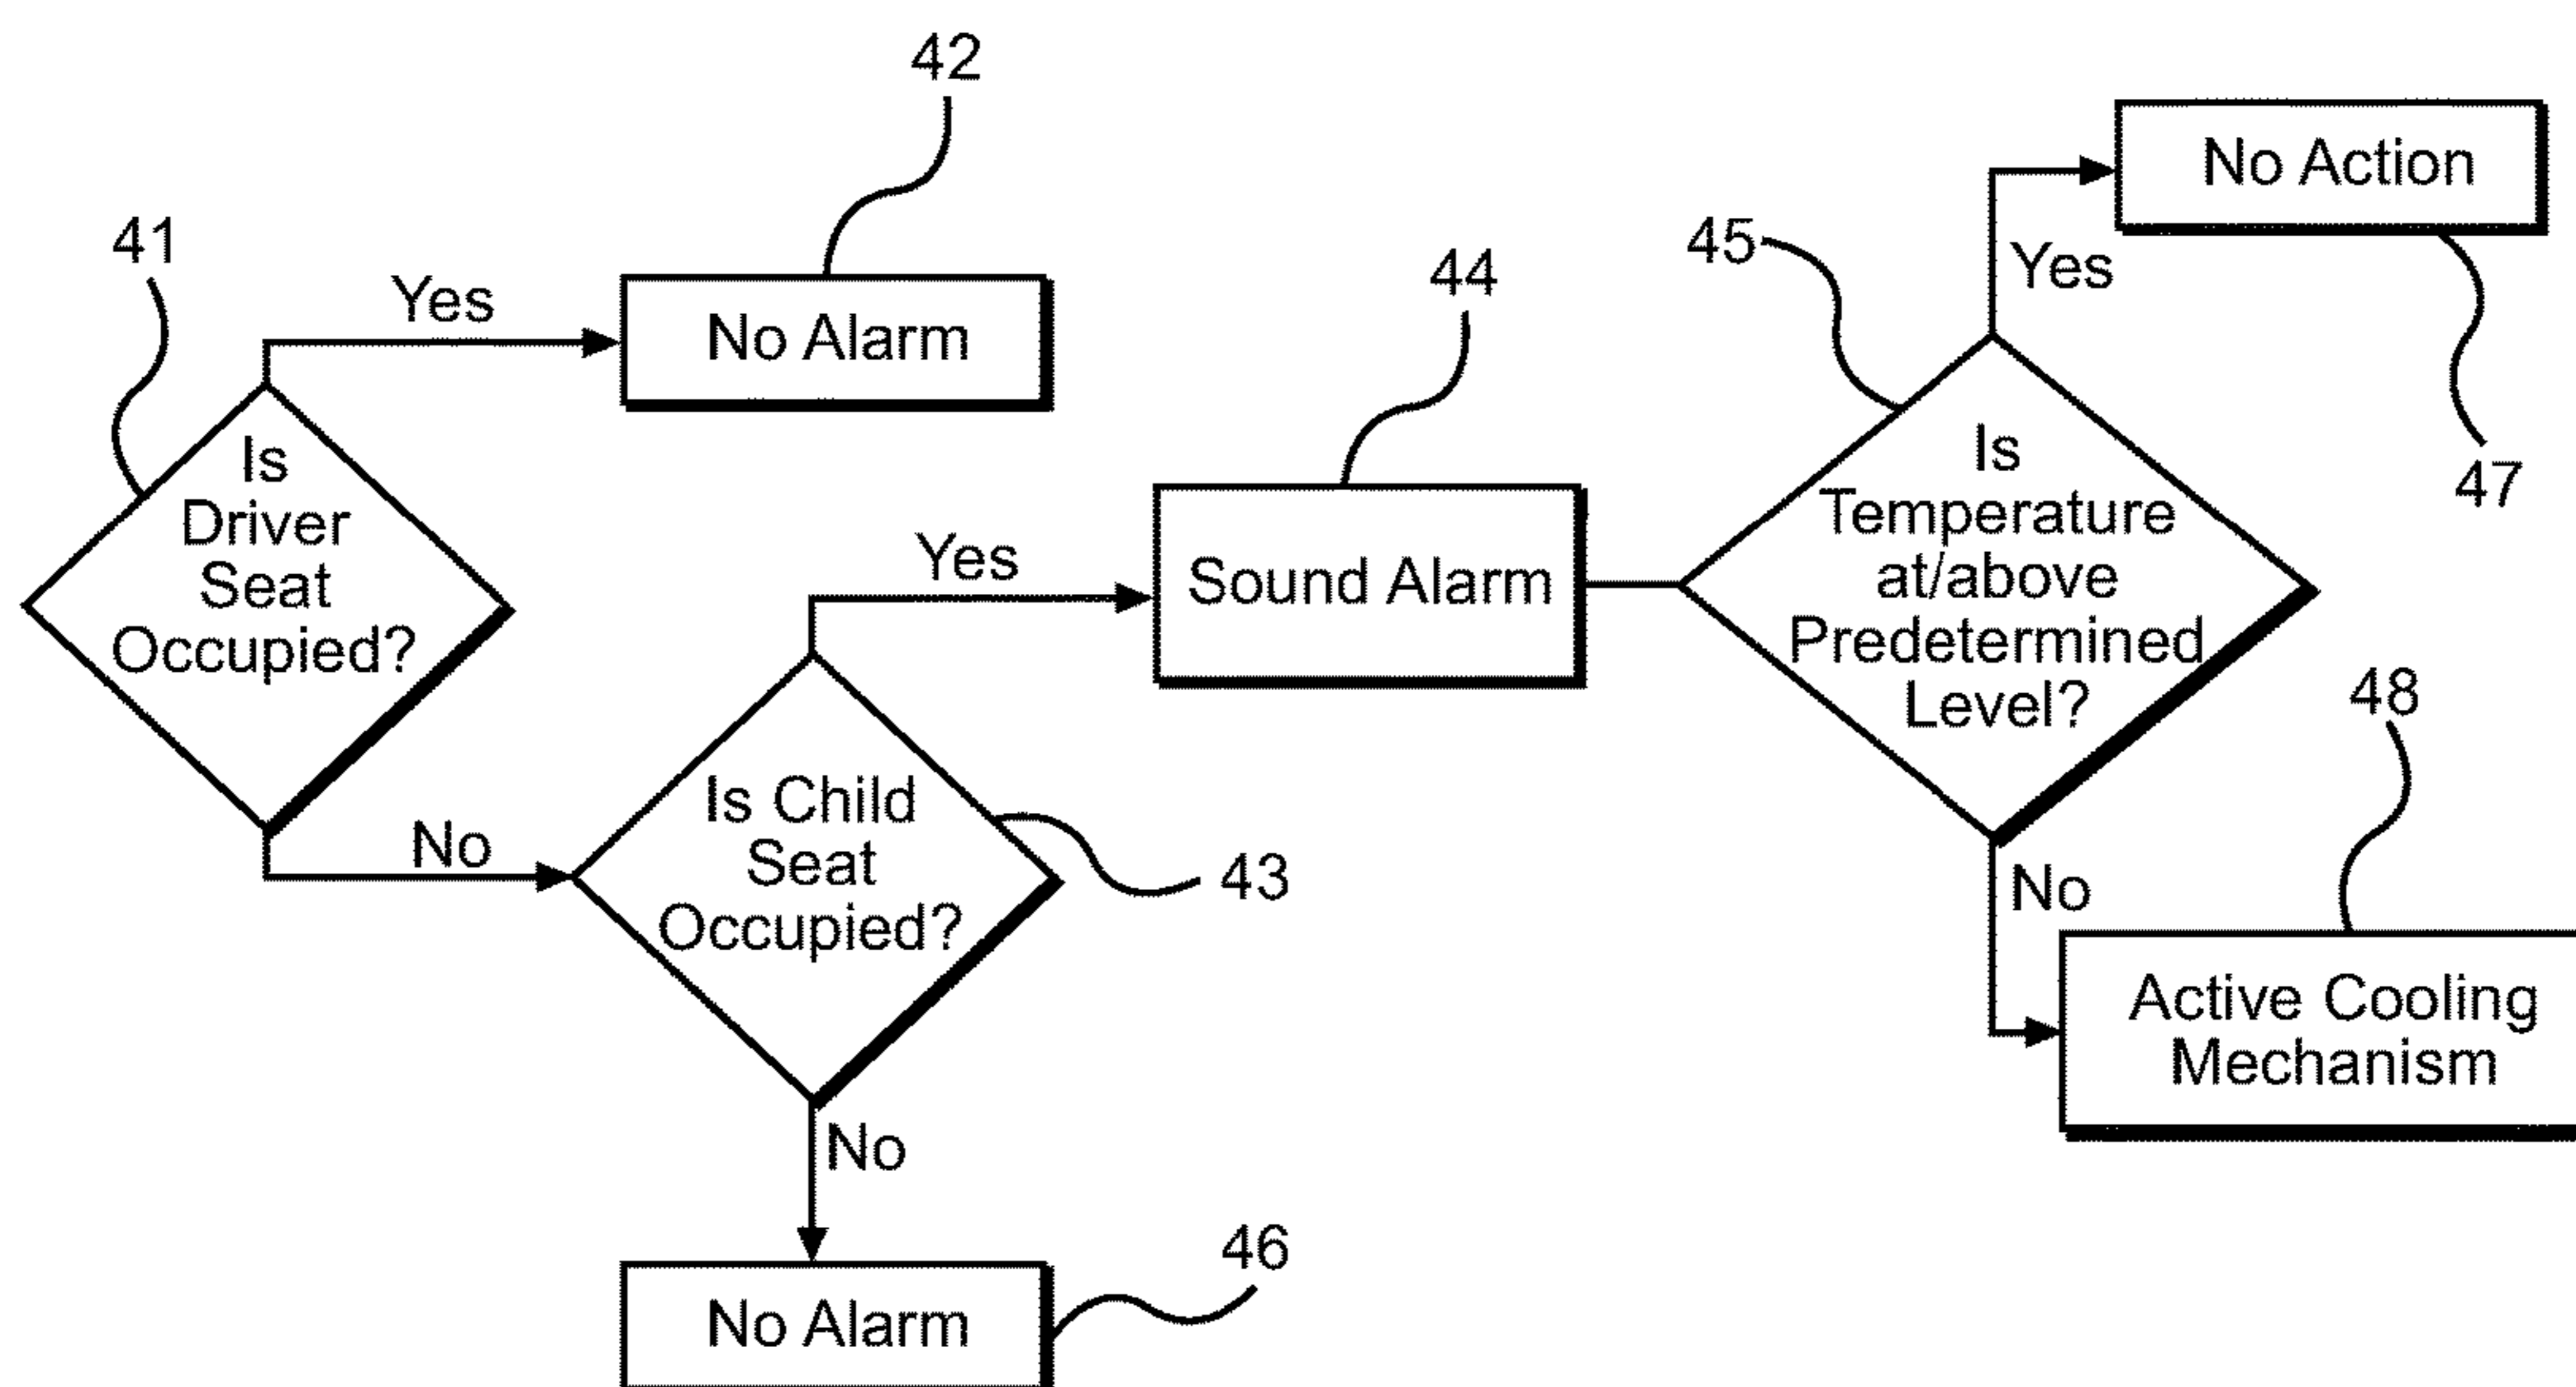 42
No Action
41
45
Yes
44
Yes
No Alarm
47
Is
Driver
Seat
Occupied?
Is
Temperature
at/above
Predetermined
Level?
Yes
Sound Alarm
48
No
Is Child
Seat
Occupied?
43
No
Active Cooling
Mechanism
No
46
No Alarm